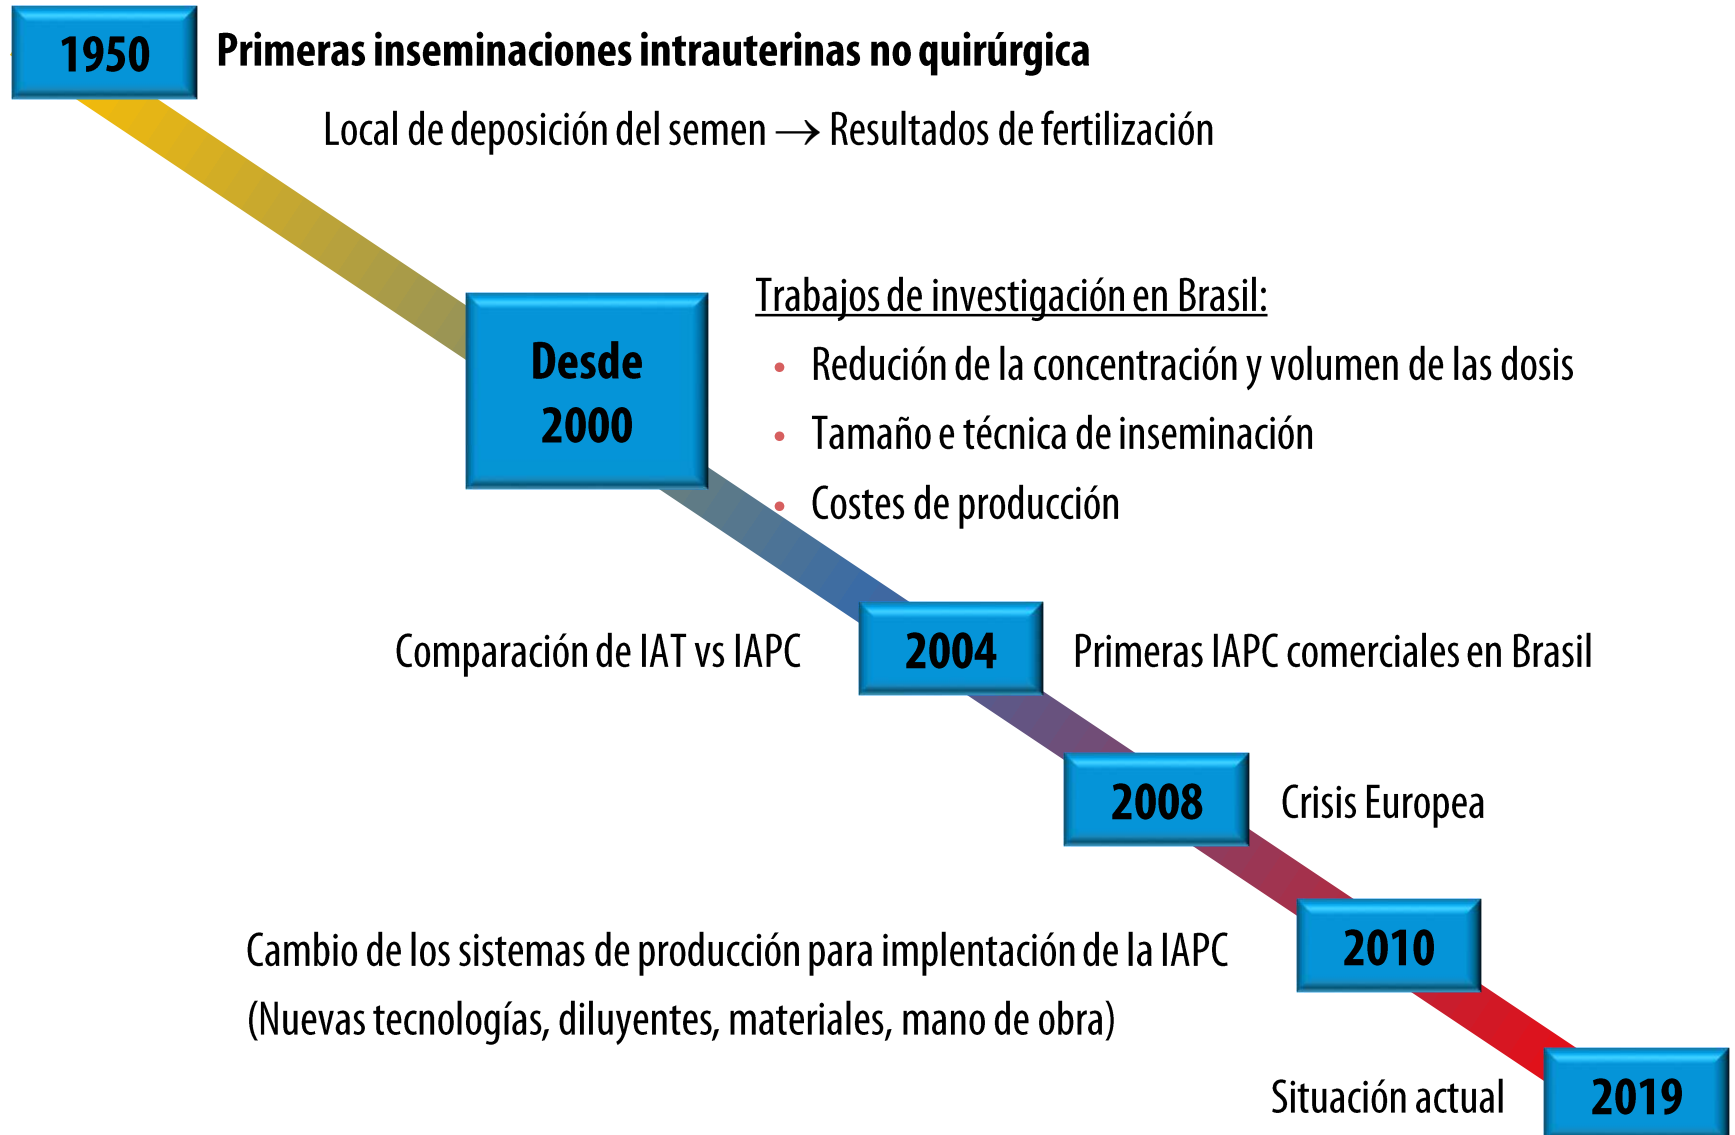 1950 Primeras inseminaciones intrauterinas no quirúrgica
Local de deposición del semen → Resultados de fertilización
Desde
2000
Trabajos de investigación en Brasil:
• Redución de la concentración y volumen de las dosis
• Tamaño e técnica de inseminación
• Costes de producción
Comparación de IAT vs IAPC 2004 Primeras IAPC comerciales en Brasil
2008 Crisis Europea
Cambio de los sistemas de producción para implentación de la IAPC 2010
(Nuevas tecnologías, diluyentes, materiales, mano de obra)
Situación actual 2019